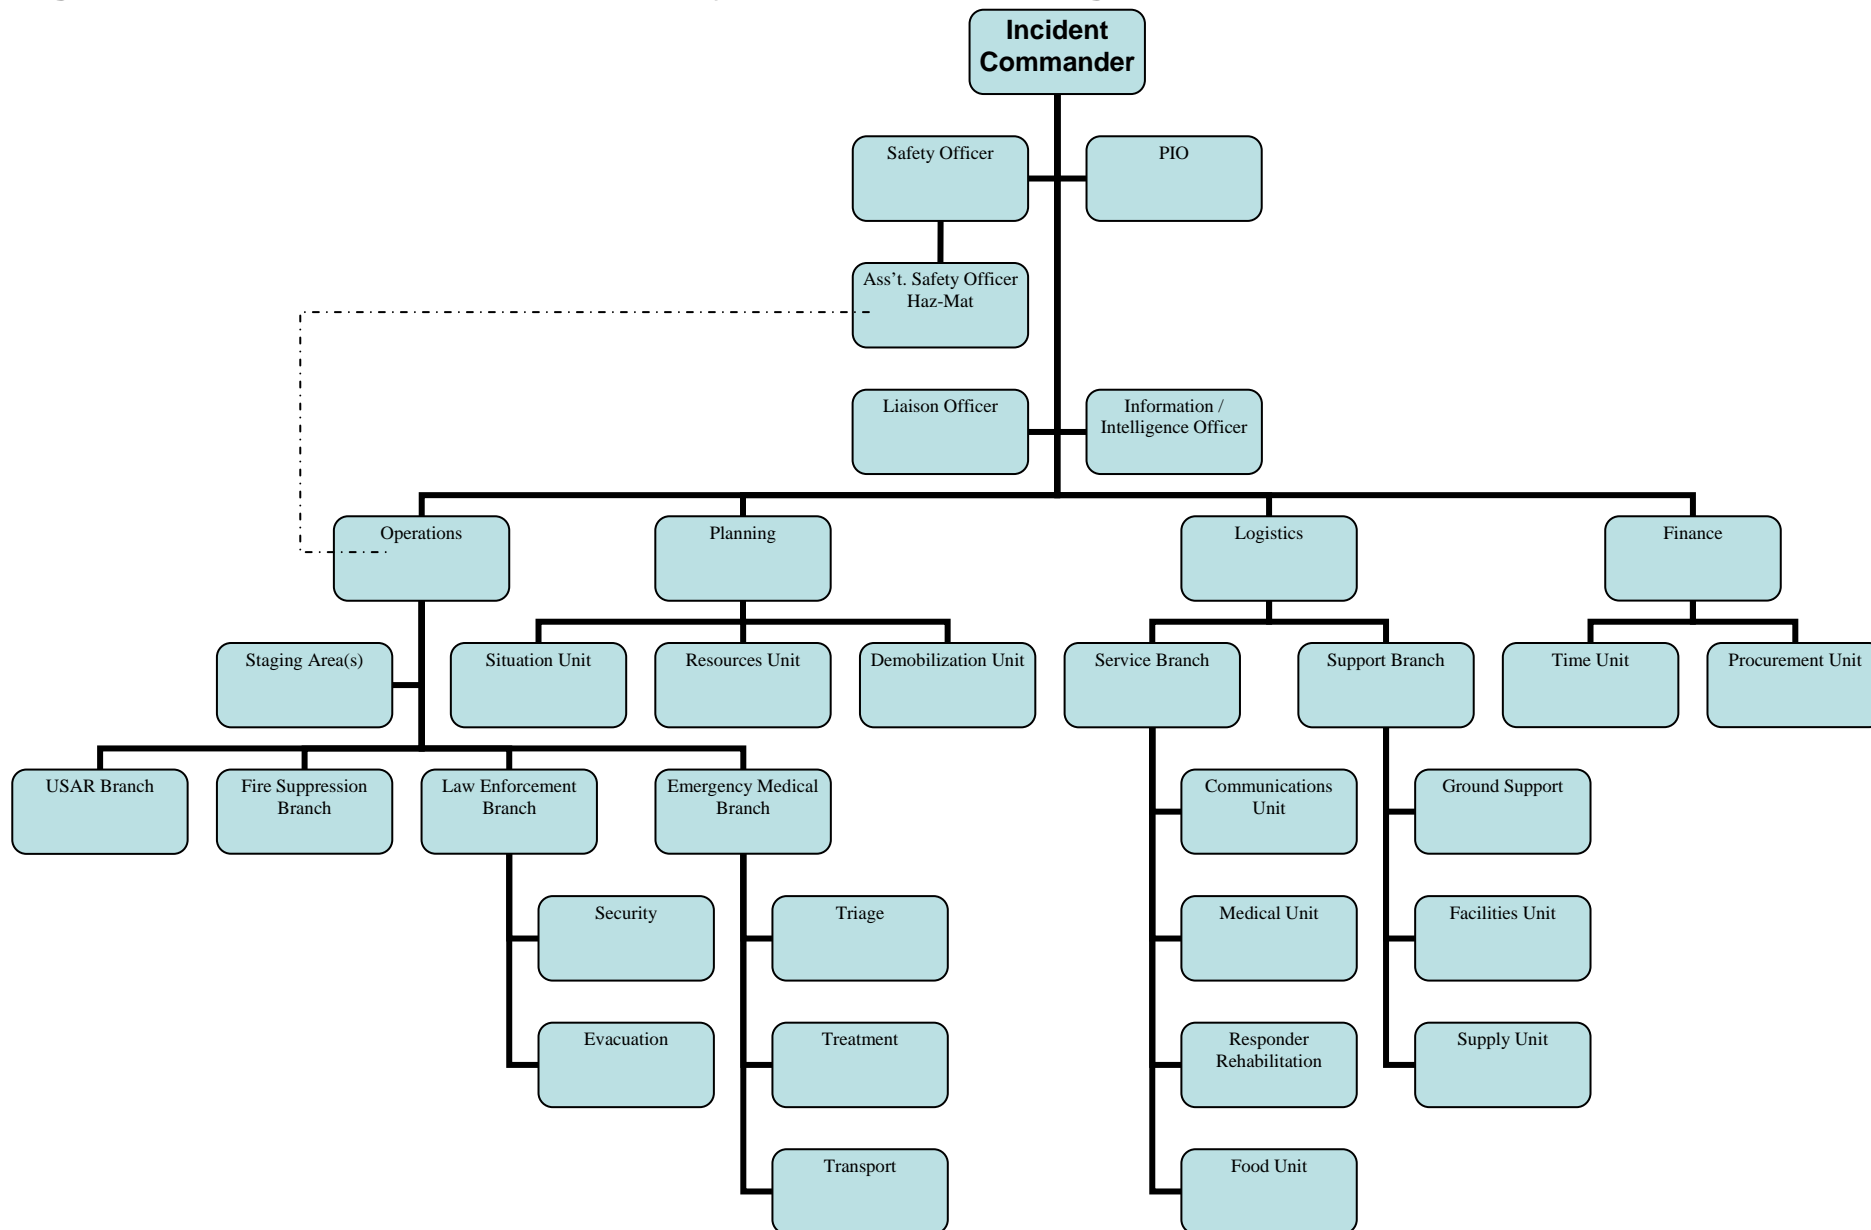 Incident
Commander
Safety Officer
PIO
Ass't. Safety Officer
Haz-Mat
Liaison Officer
Information /
Intelligence Officer
Operations
Planning
Logistics
Finance
Staging Area(s)
Situation Unit
Resources Unit
Demobilization Unit
Service Branch
Support Branch
Time Unit
Procurement Unit
USAR Branch
Fire Suppression
Branch
Law Enforcement
Branch
Emergency Medical
Branch
Communications
Unit
Ground Support
Security
Triage
Medical Unit
Facilities Unit
Evacuation
Treatment
Responder
Rehabilitation
Supply Unit
Transport
Food Unit